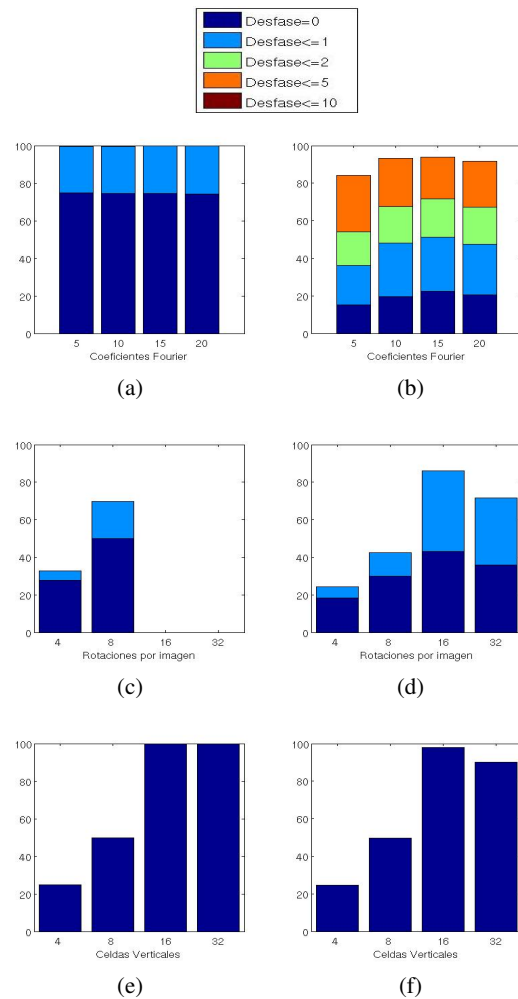 Desfase=0
Desfase<=1
Desfase<=2
Desfase<=5
Desfase<=10
100
80
60
40
20
0
5 10 15 20
Coeficientes Fourier
(a)
100
80
60
40
20
0
5 10 15 20
Coeficientes Fourier
(b)
100
80
60
40
20
0
4 8 16 32
Rotaciones por imagen
(c)
100
80
60
40
20
0
4 8 16 32
Rotaciones por imagen
(d)
100
80
60
40
20
0
4 8 16 32
Celdas Verticales
(e)
100
80
60
40
20
0
4 8 16 32
Celdas Verticales
(f)